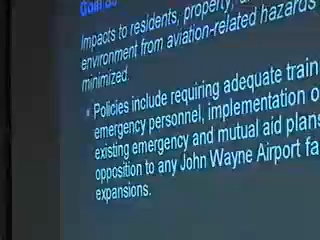 Goal
Impacts to residents, property,
environment from aviation-related hazards
minimized.
Policies include requiring adequate train
emergency personnel, implementation o
existing emergency and mutual aid plans
opposition to any John Wayne Airport fa
expansions.